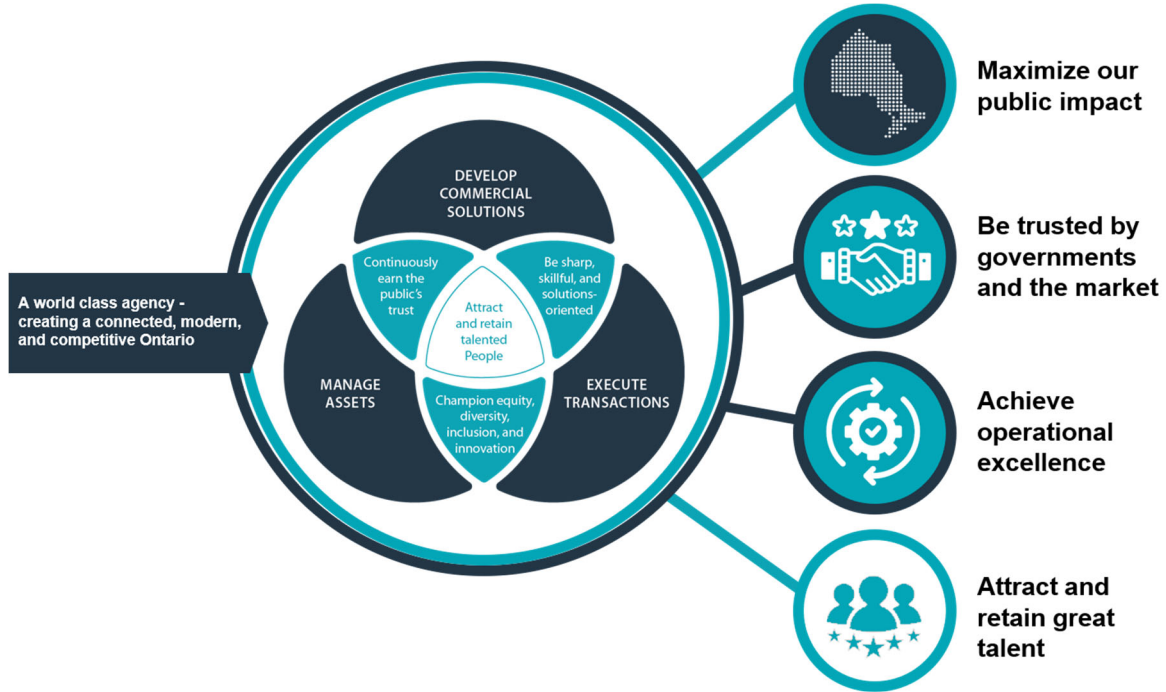 A world class agency -
creating a connected, modern,
and competitive Ontario
DEVELOP
COMMERCIAL
SOLUTIONS
Continuously
earn the
public's
trust
Be sharp,
skillful, and
solutions-
oriented
Attract
and retain
talented
People
MANAGE
ASSETS
EXECUTE
TRANSACTIONS
Champion equity,
diversity,
inclusion, and
innovation
Maximize our
public impact
Be trusted by
governments
and the market
Achieve
operational
excellence
Attract and
retain great
talent